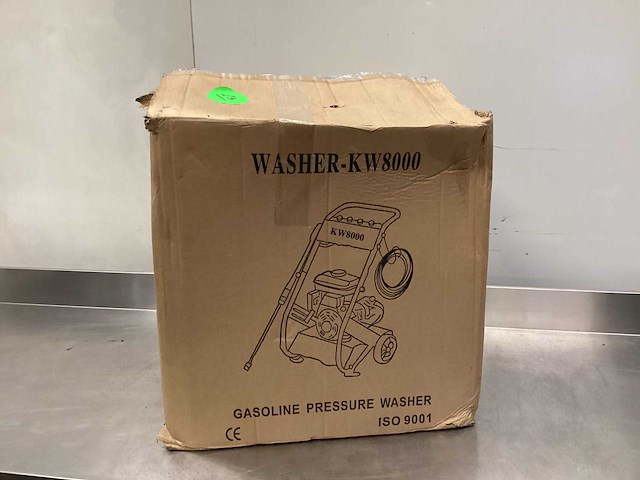 WASHER-KW8000
KW8000
GASOLINE PRESSURE WASHER
ISO 9001
CE